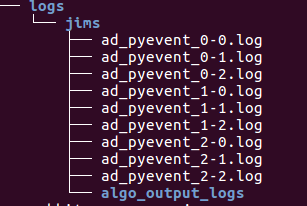 logs
jims
ad_pyevent_0-0.log
ad_pyevent_0-1.log
ad_pyevent_0-2.log
ad_pyevent_1-0.log
ad_pyevent_1-1.log
ad_pyevent_1-2.log
ad_pyevent_2-0.log
ad_pyevent_2-1.log
ad_pyevent_2-2.log
algo_output_logs